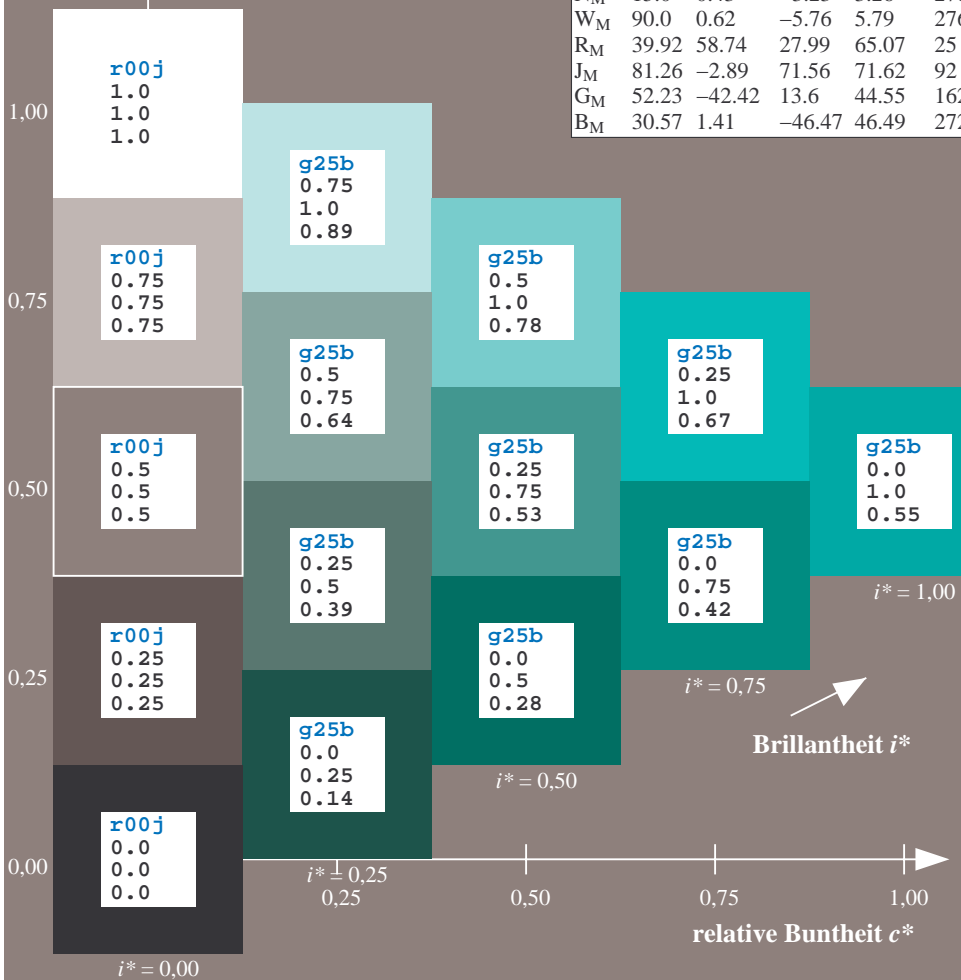 W_M 90.0 0.62 −5.76 5.79
R_M 39.92 58.74 27.99 65.07 25
J_M 81.26 −2.89 71.56 71.62 92
G_M 52.23 −42.42 13.6 44.55
B_M 30.57 1.41 −46.47 46.49
1,00
r00j
1.0
1.0
1.0
g25b
0.75
1.0
0.89
0,75
r00j
0.75
0.75
0.75
g25b
0.5
1.0
0.78
g25b
0.5
0.75
0.64
g25b
0.25
1.0
0.67
0,50
r00j
0.5
0.5
0.5
g25b
0.25
0.75
0.53
g25b
0.0
1.0
0.55
g25b
0.25
0.5
0.39
g25b
0.0
0.75
0.42
i* = 1,00
0,25
r00j
0.25
0.25
0.25
g25b
0.0
0.5
0.28
i* = 0,75
g25b
0.0
0.25
0.14
Brillantheit i*
i* = 0,50
0,00
r00j
0.0
0.0
0.0
i* = 0,25
0,25 0,50 0,75 1,00
relative Buntheit c*
i* = 0,00